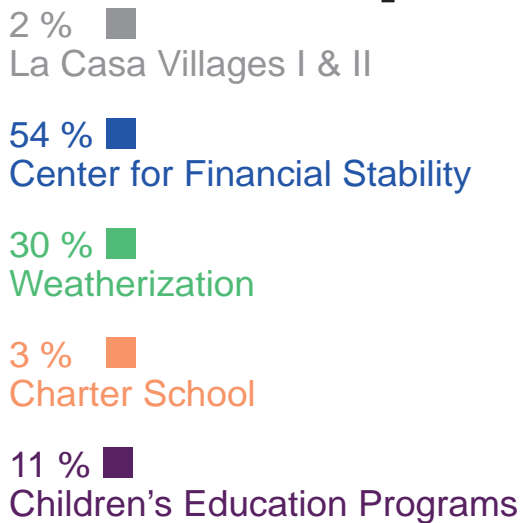 2 %
La Casa Villages I & II
54 %
Center for Financial Stability
30 %
Weatherization
3 %
Charter School
11 %
Children’s Education Programs